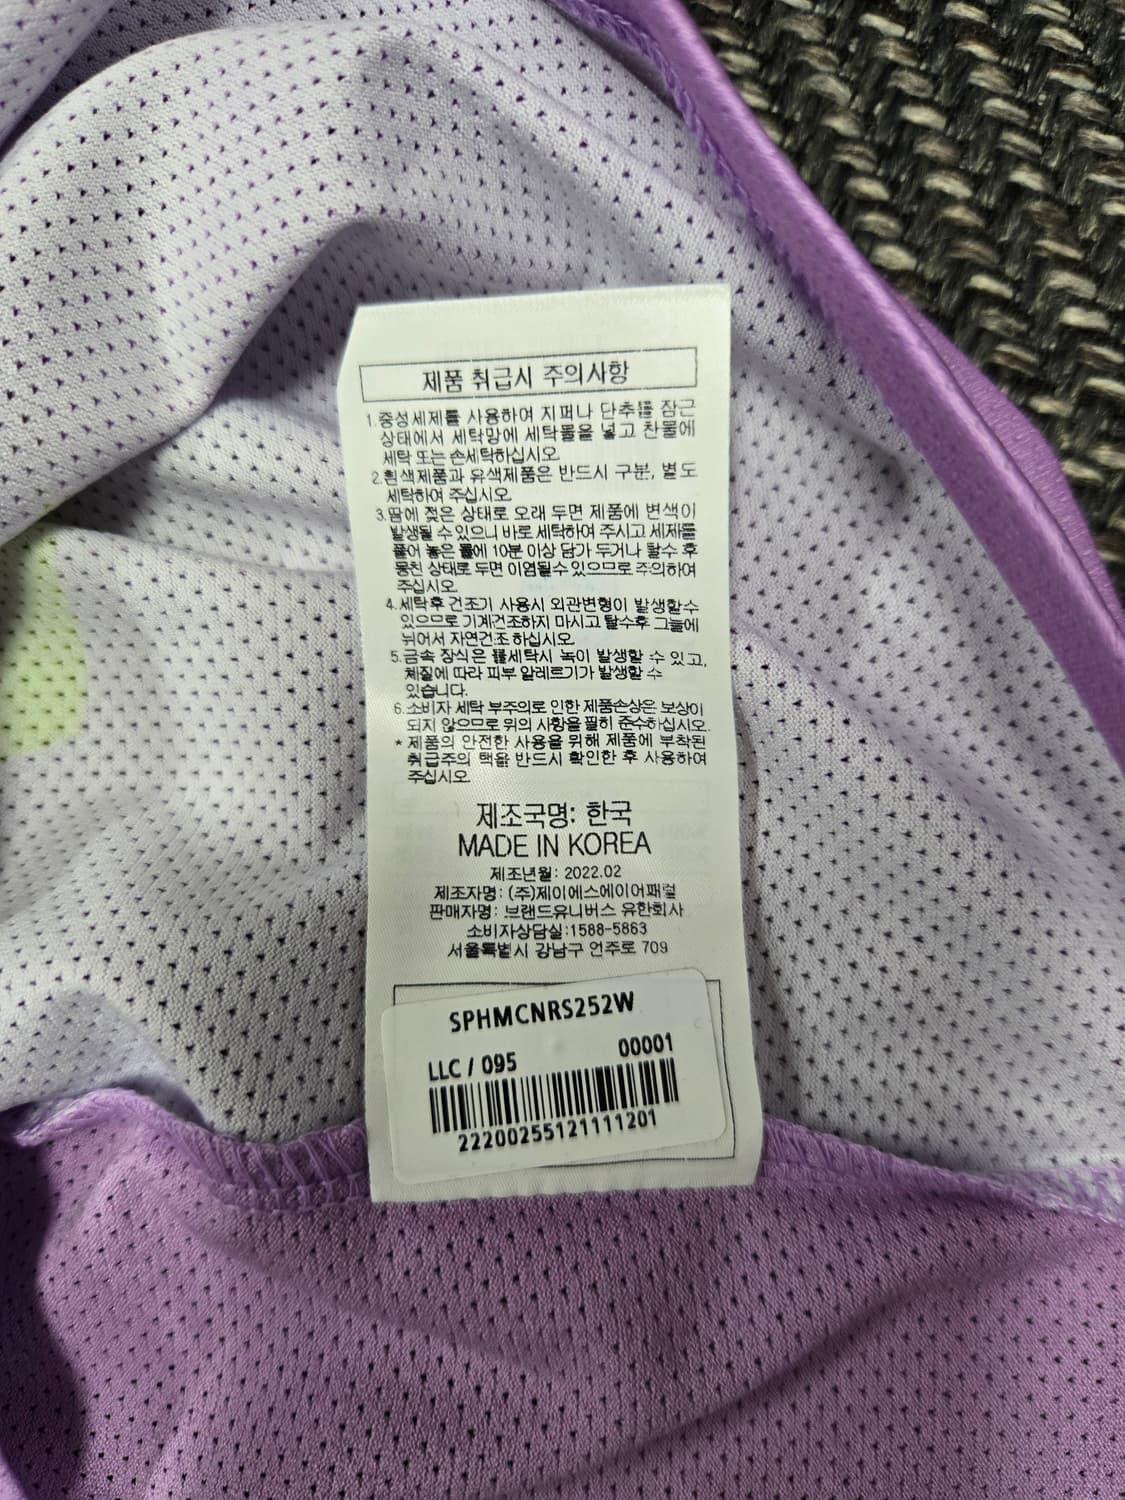 제품 취급시 주의사항
1.중성세제를 사용하여 지퍼나 단추를 잠근
상태에서 세탁망에 세탁물을 넣고 찬물에
세탁 또는 손세탁하십시오.
2.흰색제품과 유색제품은 반드시 구분, 별도
세탁하여 주십시오.
3.땀에 젖은 상태로 오래 두면 제품에 변색이
발생될 수 있으니 바로 세탁하여 주시고 세제를
풀어 놓은 물에 10분 이상 담가 두거나 탈수 후
뭉친 상태로 두면 이염될수 있으므로 주의하여
주십시오.
4.세탁후 건조기 사용시 외관변형이 발생할수
있으므로 기계건조하지 마시고 탈수후 그늘에
뉘어서 자연건조 하십시오.
5.금속 장식은 물세탁시 녹이 발생할 수 있고,
체질에 따라 피부 알레르기가 발생할 수
있습니다.
6.소비자 세탁 부주의로 인한 제품손상은 보상이
되지 않으므로 위의 사항을 필히 준수하십시오.
* 제품의 안전한 사용을 위해 제품에 부착된
취급주의 택을 반드시 확인한 후 사용하여
주십시오.
제조국명: 한국
MADE IN KOREA
제조년월: 2022.02
제조자명: (주)제이에스에이어패럴
판매자명: 브랜드유니버스 유한회사
소비자상담실:1588-5863
서울특별시 강남구 언주로 709
SPHMCNRS252W
LLC / 095 00001
22200255121111201